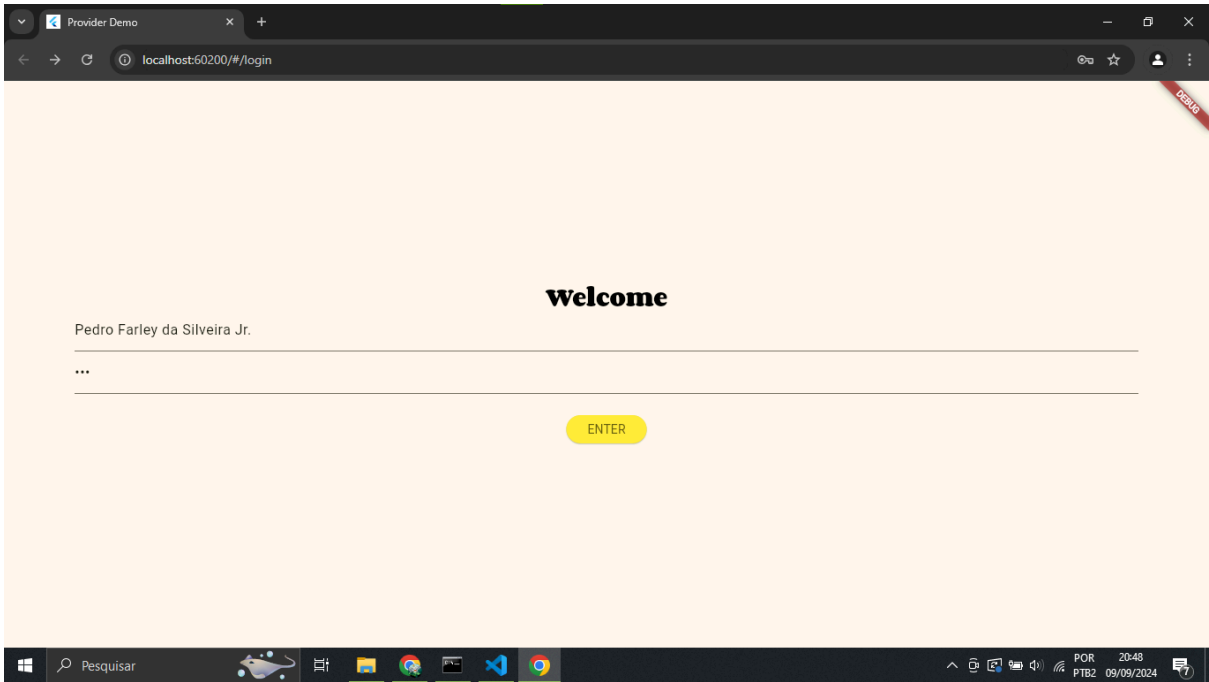 Provider Demo
localhost:60200/#/login
DEBUG
Welcome
Pedro Farley da Silveira Jr.
•••
ENTER
Pesquisar
POR
PTB2
20:48
09/09/2024
7